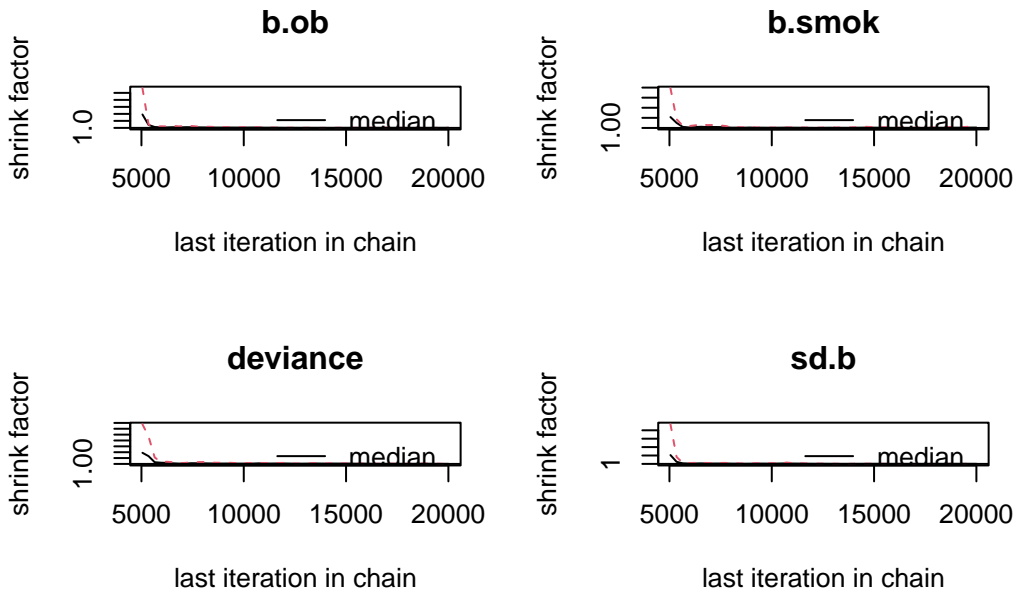 b.ob
shrink factor
1.0
median
5000 10000 15000 20000
last iteration in chain
b.smok
shrink factor
1.00
median
5000 10000 15000 20000
last iteration in chain
deviance
shrink factor
1.00
median
5000 10000 15000 20000
last iteration in chain
sd.b
shrink factor
1
median
5000 10000 15000 20000
last iteration in chain